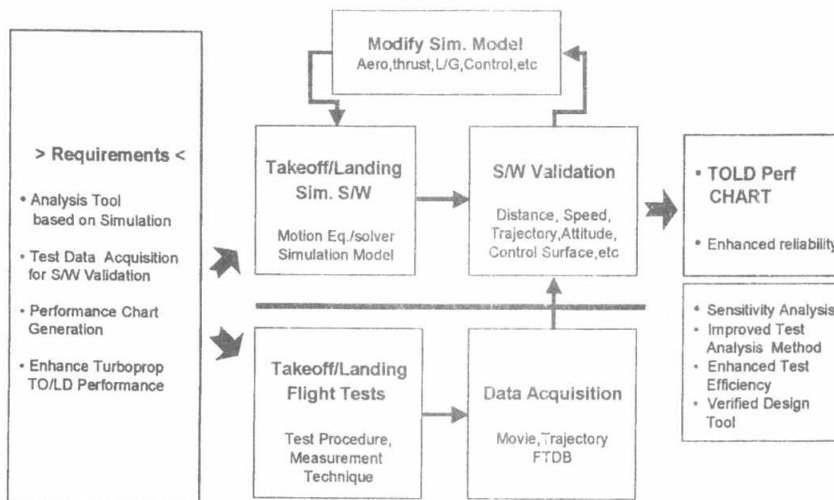 Modify Sim. Model
Aero,thrust,L/G,Control,etc
> Requirements <
• Analysis Tool
based on Simulation
• Test Data Acquisition
for S/W Validation
• Performance Chart
Generation
• Enhance Turboprop
TO/LD Performance
Takeoff/Landing
Sim. S/W
Motion Eq./solver
Simulation Model
S/W Validation
Distance, Speed,
Trajectory,Attitude,
Control Surface,etc
• TOLD Perf
CHART
• Enhanced reliability
Takeoff/Landing
Flight Tests
Test Procedure,
Measurement
Technique
Data Acquisition
Movie,Trajectory
FTDB
• Sensitivity Analysis
• Improved Test
Analysis Method
• Enhanced Test
Efficiency
• Verified Design
Tool